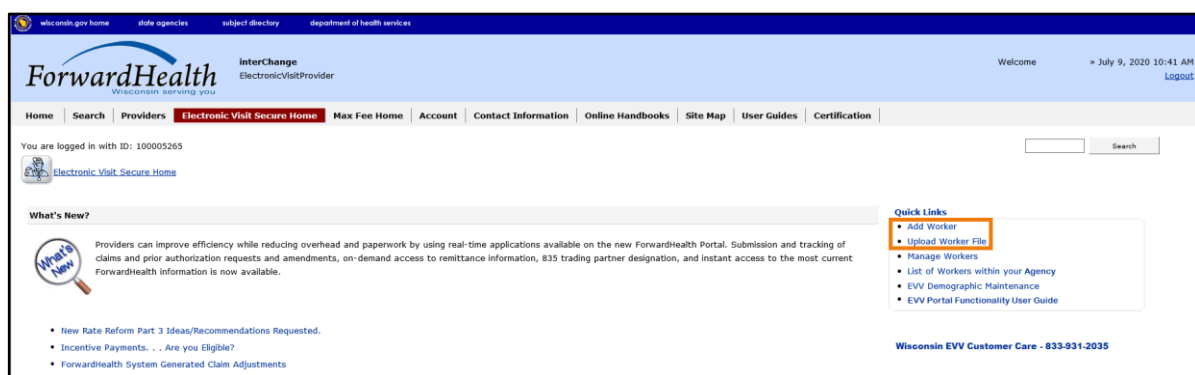 wisconsin.gov home state agencies subject directory department of health services
ForwardHealth
Wisconsin serving you
interChange
ElectronicVisitProvider
Welcome » July 9, 2020 10:41 AM
Logout
Home Search Providers Electronic Visit Secure Home Max Fee Home Account Contact Information Online Handbooks Site Map User Guides Certification
You are logged in with ID: 100005265
Search
Electronic Visit Secure Home
What's New?
What's New
Providers can improve efficiency while reducing overhead and paperwork by using real-time applications available on the new ForwardHealth Portal. Submission and tracking of
claims and prior authorization requests and amendments, on-demand access to remittance information, 835 trading partner designation, and instant access to the most current
ForwardHealth information is now available.
• New Rate Reform Part 3 Ideas/Recommendations Requested.
• Incentive Payments. . . Are you Eligible?
• ForwardHealth System Generated Claim Adjustments
Quick Links
• Add Worker
• Upload Worker File
• Manage Workers
• List of Workers within your Agency
• EVV Demographic Maintenance
• EVV Portal Functionality User Guide
Wisconsin EVV Customer Care - 833-931-2035